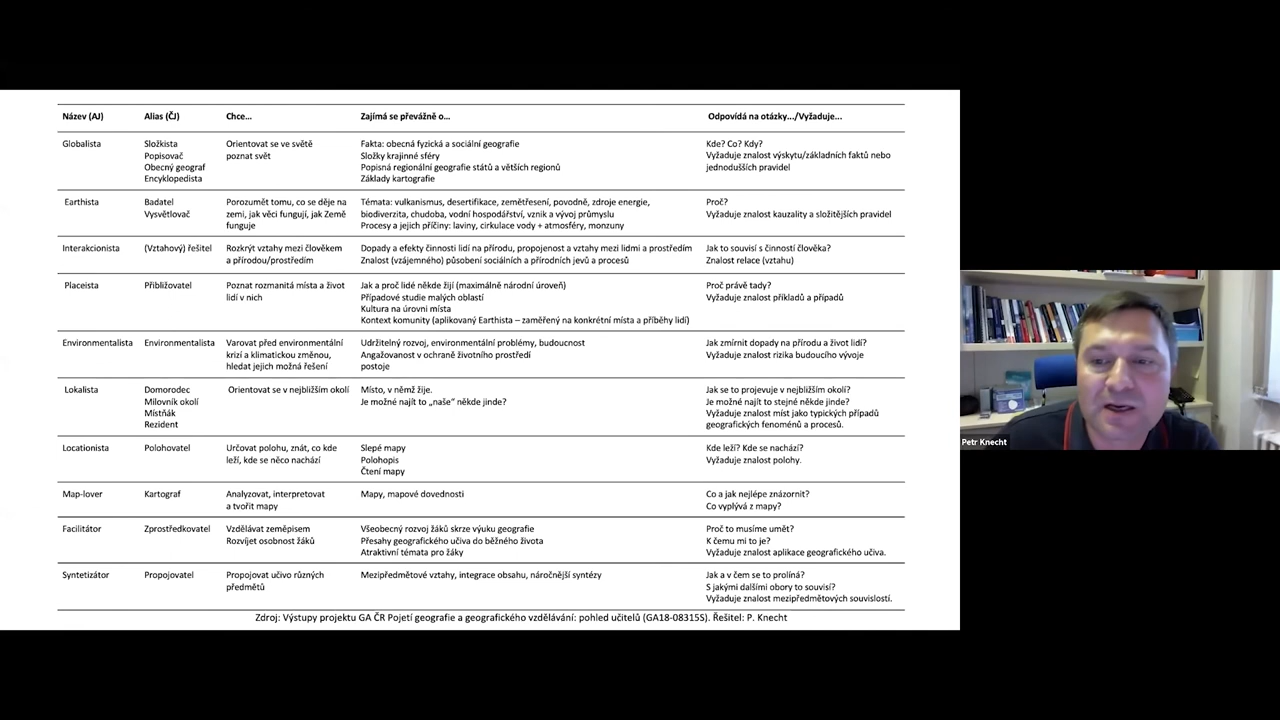 Název (AJ) Alias (ČJ) Chce... Zajímá se převážně o... Odpovídá na otázky.../Vyžaduje...
Globalista Složkista Orientovat se ve světě Fakta: obecná fyzická a sociální geografie Kde? Co? Kdy?
Popisovač poznat svět Složky krajinné sféry Vyžaduje znalost výskytu/základních faktů nebo
Obecný geograf Popisná regionální geografie států a větších regionů jednodušších pravidel
Encyklopedista Základy kartografie
Earthista Badatel Porozumět tomu, co se děje na Témata: vulkanismus, desertifikace, zemětřesení, povodně, zdroje energie, Proč?
Vysvětlovač zemi, jak věci fungují, jak Země biodiverzita, chudoba, vodní hospodářství, vznik a vývoj průmyslu Vyžaduje znalost kauzality a složitějších pravidel
funguje Procesy a jejich příčiny: laviny, cirkulace vody + atmosféry, monzuny
Interakcionista (Vztahový) řešitel Rozkrýt vztahy mezi člověkem Dopady a efekty činnosti lidí na přírodu, propojenost a vztahy mezi lidmi a prostředím Jak to souvisí s činností člověka?
a přírodou/prostředím Znalost (vzájemného) působení sociálních a přírodních jevů a procesů Znalost relace (vztahu)
Placeista Přibližovatel Poznat rozmanitá místa a život Jak a proč lidé někde žijí (maximálně národní úroveň) Proč právě tady?
lidí v nich Případové studie malých oblastí Vyžaduje znalost příkladů a případů
Kultura na úrovni místa
Kontext komunity (aplikovaný Earthista – zaměřený na konkrétní místa a příběhy lidí)
Environmentalista Environmentalista Varovat před environmentální Udržitelný rozvoj, environmentální problémy, budoucnost Jak zmírnit dopady na přírodu a život lidí?
krizí a klimatickou změnou, Angažovanost v ochraně životního prostředí Vyžaduje znalost rizika budoucího vývoje
hledat jejich možná řešení postoje
Lokalista Domorodec Orientovat se v nejbližším okolí Místo, v němž žije. Jak se to projevuje v nejbližším okolí?
Milovník okolí Je možné najít to „naše“ někde jinde? Je možné najít to stejné někde jinde?
Místňák Vyžaduje znalost míst jako typických případů
Rezident geografických fenoménů a procesů.
Locationista Polohovatel Určovat polohu, znát, co kde Slepé mapy Kde leží? Kde se nachází?
leží, kde se něco nachází Polohopis Vyžaduje znalost polohy.
Čtení mapy
Map-lover Kartograf Analyzovat, interpretovat Mapy, mapové dovednosti Co a jak nejlépe znázornit?
a tvořit mapy Co vyplývá z mapy?
Facilitátor Zprostředkovatel Vzdělávat zeměpisem Všeobecný rozvoj žáků skrze výuku geografie Proč to musíme umět?
Rozvíjet osobnost žáků Přesahy geografického učiva do běžného života K čemu mi to je?
Atraktivní témata pro žáky Vyžaduje znalost aplikace geografického učiva.
Syntetizátor Propojovatel Propojovat učivo různých Mezipředmětové vztahy, integrace obsahu, náročnější syntézy Jak a v čem se to prolíná?
předmětů S jakými dalšími obory to souvisí?
Vyžaduje znalost mezipředmětových souvislostí.
Zdroj: Výstupy projektu GA ČR Pojetí geografie a geografického vzdělávání: pohled učitelů (GA18-08315S). Řešitel: P. Knecht
Petr Knecht